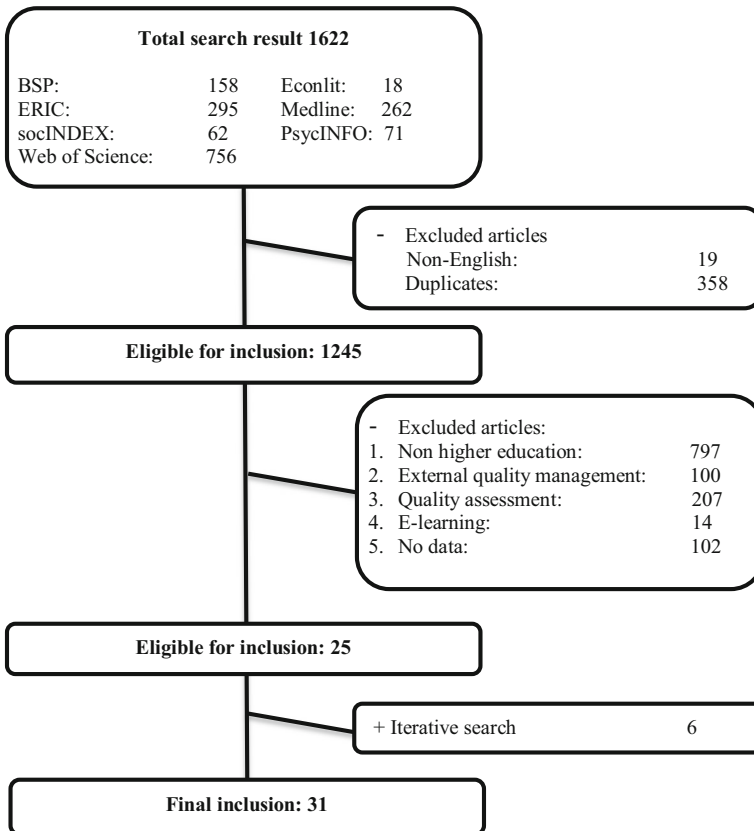 Total search result 1622
BSP: 158 Econlit: 18
ERIC: 295 Medline: 262
socINDEX: 62 PsycINFO: 71
Web of Science: 756
- Excluded articles
Non-English: 19
Duplicates: 358
Eligible for inclusion: 1245
- Excluded articles:
1. Non higher education: 797
2. External quality management: 100
3. Quality assessment: 207
4. E-learning: 14
5. No data: 102
Eligible for inclusion: 25
+ Iterative search 6
Final inclusion: 31